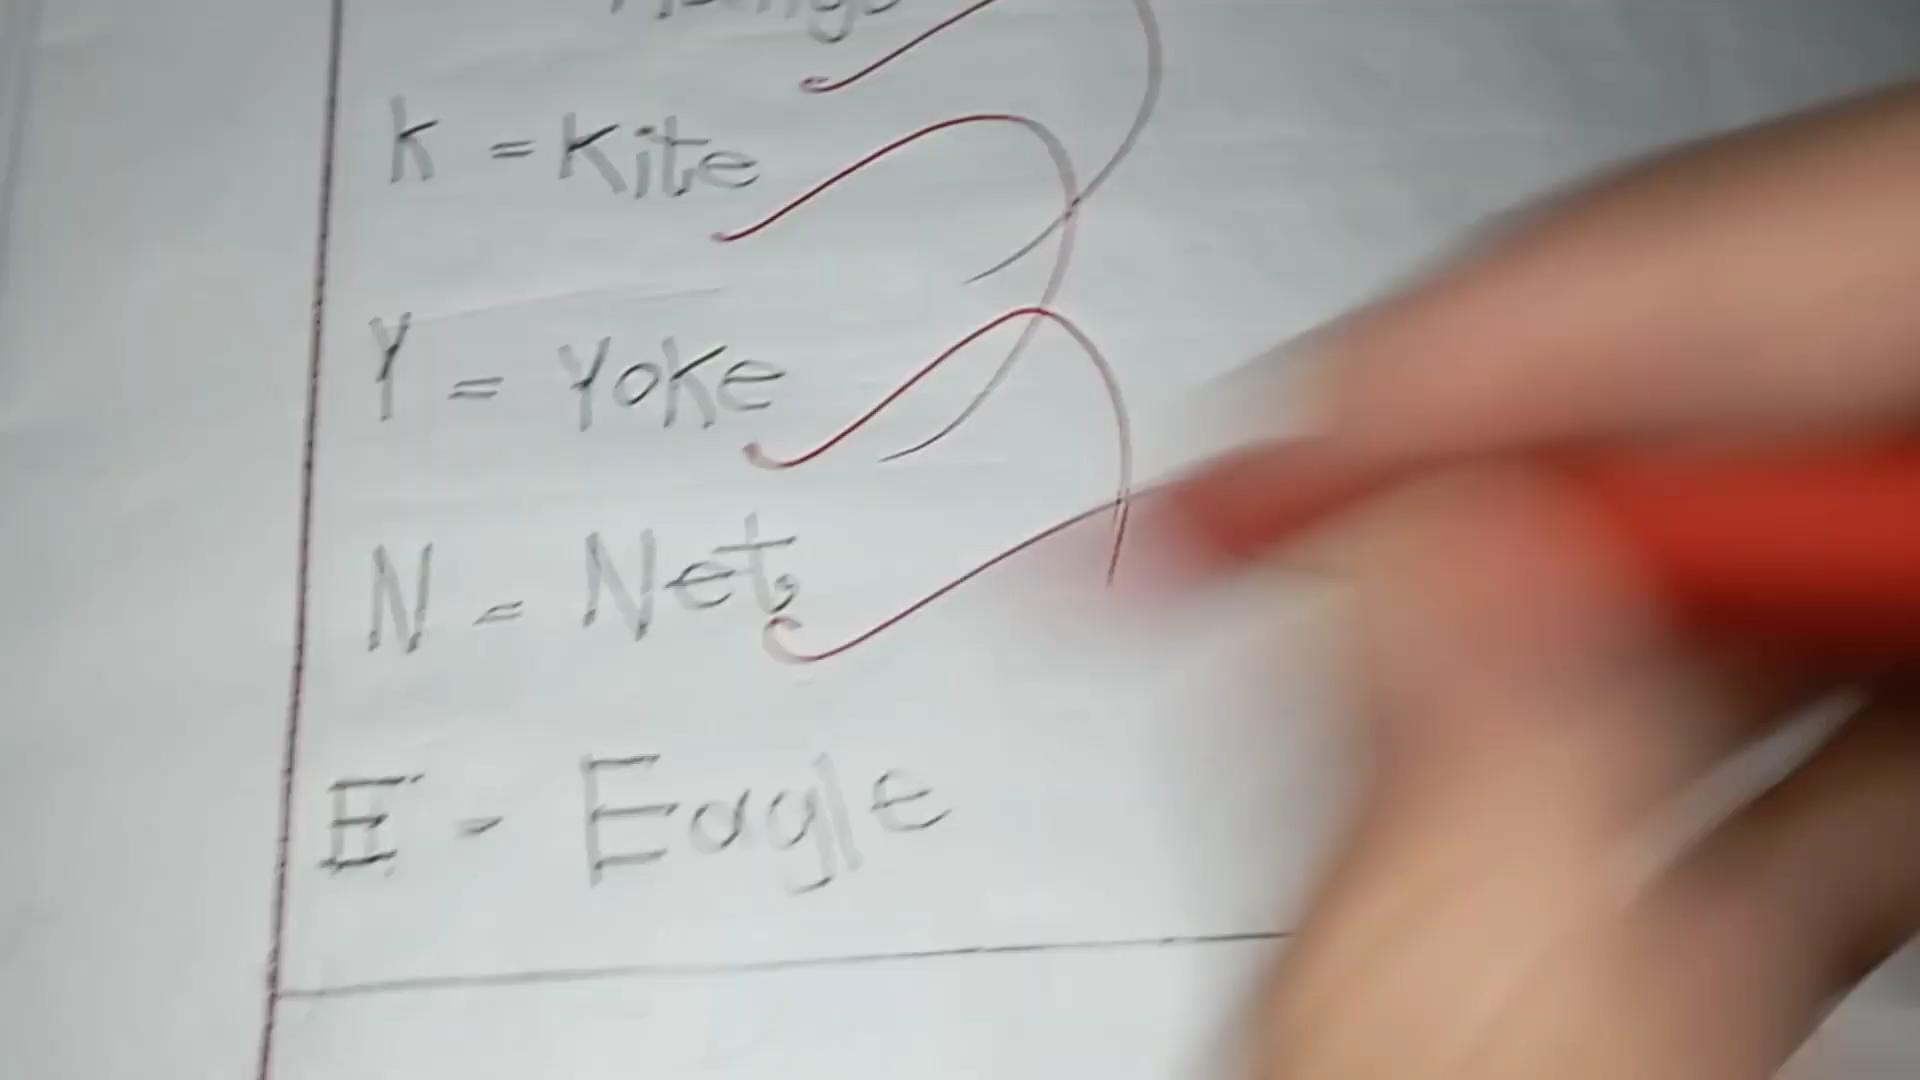 K = Kite
Y = Yoke
N = Net
E - Eagle